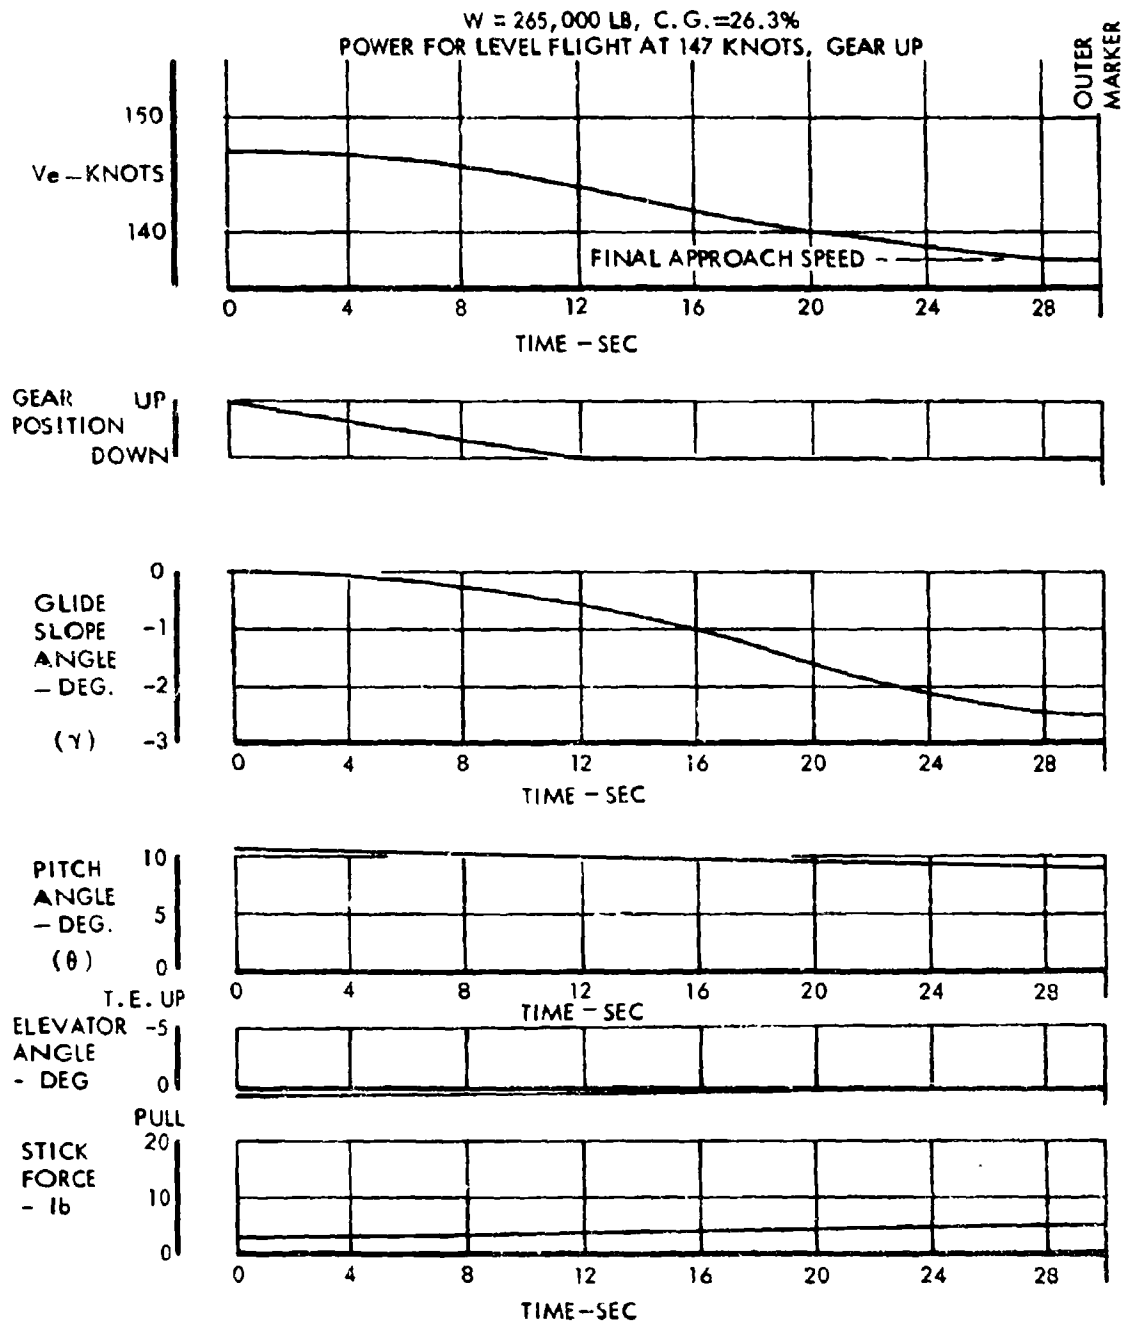 W = 265,000 LB, C.G.=26.3%
POWER FOR LEVEL FLIGHT AT 147 KNOTS, GEAR UP
OUTER
MARKER
150
Ve — KNOTS
140
FINAL APPROACH SPEED
0 4 8 12 16 20 24 28
TIME — SEC
GEAR UP
POSITION
DOWN
0
GLIDE
SLOPE
-1
ANGLE
— DEG.
-2
(γ)
-3
0 4 8 12 16 20 24 28
TIME — SEC
10
PITCH
ANGLE
5
— DEG.
(θ)
0
0 4 8 12 16 20 24 28
TIME — SEC
T.E. UP
ELEVATOR -5
ANGLE
- DEG 0
PULL
20
STICK
FORCE
10
- lb
0
0 4 8 12 16 20 24 28
TIME—SEC